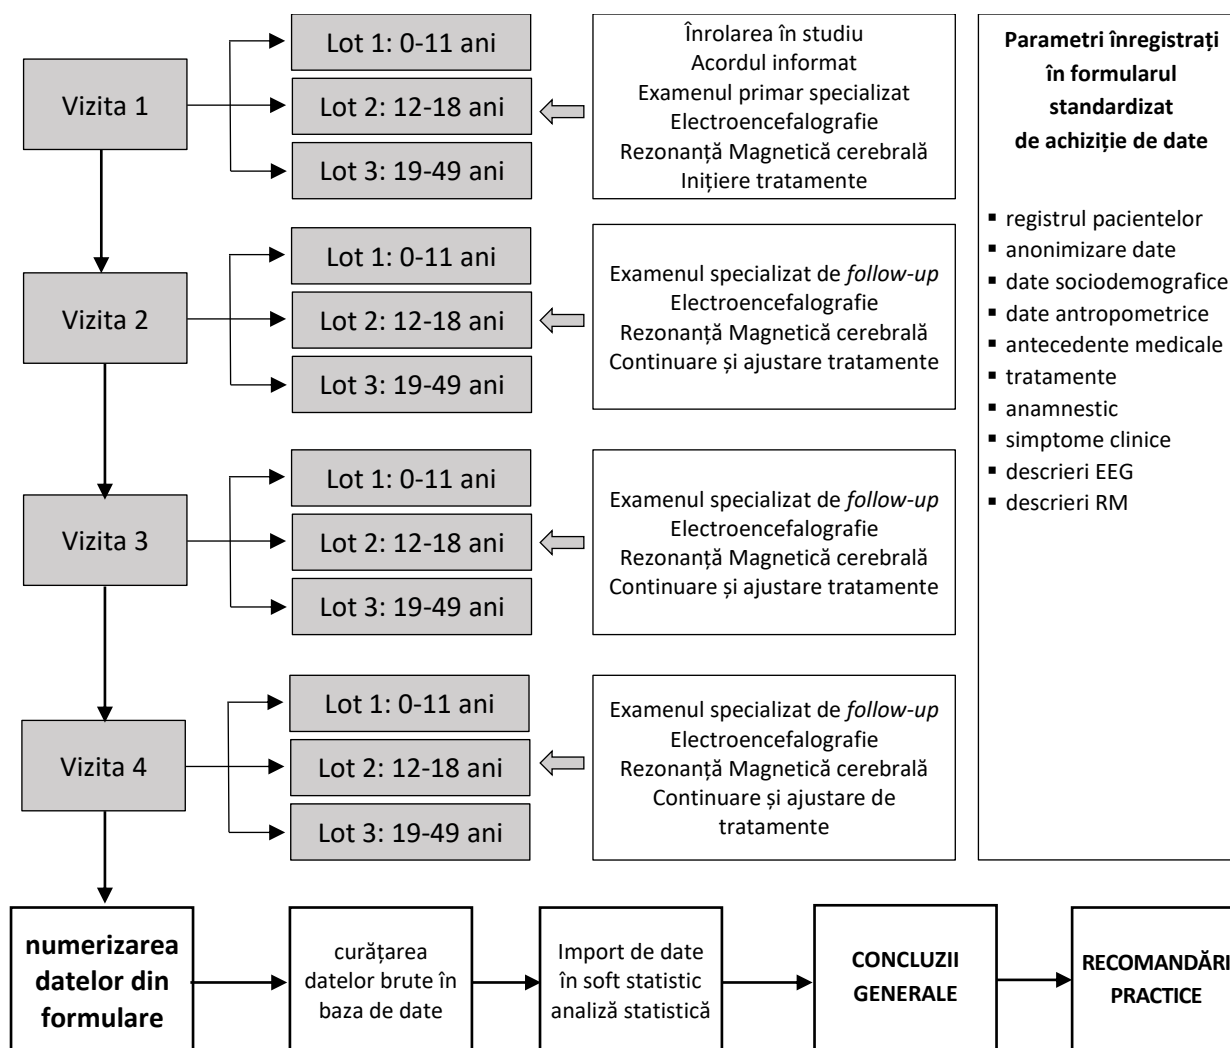 Vizita 1
Lot 1: 0-11 ani
Lot 2: 12-18 ani
Lot 3: 19-49 ani
Înrolarea în studiu
Acordul informat
Examenul primar specializat
Electroencefalografie
Rezonanță Magnetică cerebrală
Inițiere tratamente
Vizita 2
Lot 1: 0-11 ani
Lot 2: 12-18 ani
Lot 3: 19-49 ani
Examenul specializat de follow-up
Electroencefalografie
Rezonanță Magnetică cerebrală
Continuare și ajustare tratamente
Vizita 3
Lot 1: 0-11 ani
Lot 2: 12-18 ani
Lot 3: 19-49 ani
Examenul specializat de follow-up
Electroencefalografie
Rezonanță Magnetică cerebrală
Continuare și ajustare tratamente
Vizita 4
Lot 1: 0-11 ani
Lot 2: 12-18 ani
Lot 3: 19-49 ani
Examenul specializat de follow-up
Electroencefalografie
Rezonanță Magnetică cerebrală
Continuare și ajustare de
tratamente
Parametri înregistrați
în formularul
standardizat
de achiziție de date
▪ registrul pacientelor
▪ anonimizare date
▪ date sociodemografice
▪ date antropometrice
▪ antecedente medicale
▪ tratamente
▪ anamnestic
▪ simptome clinice
▪ descrieri EEG
▪ descrieri RM
numerizarea
datelor din
formulare
curățarea
datelor brute în
baza de date
Import de date
în soft statistic
analiză statistică
CONCLUZII
GENERALE
RECOMANDĂRI
PRACTICE